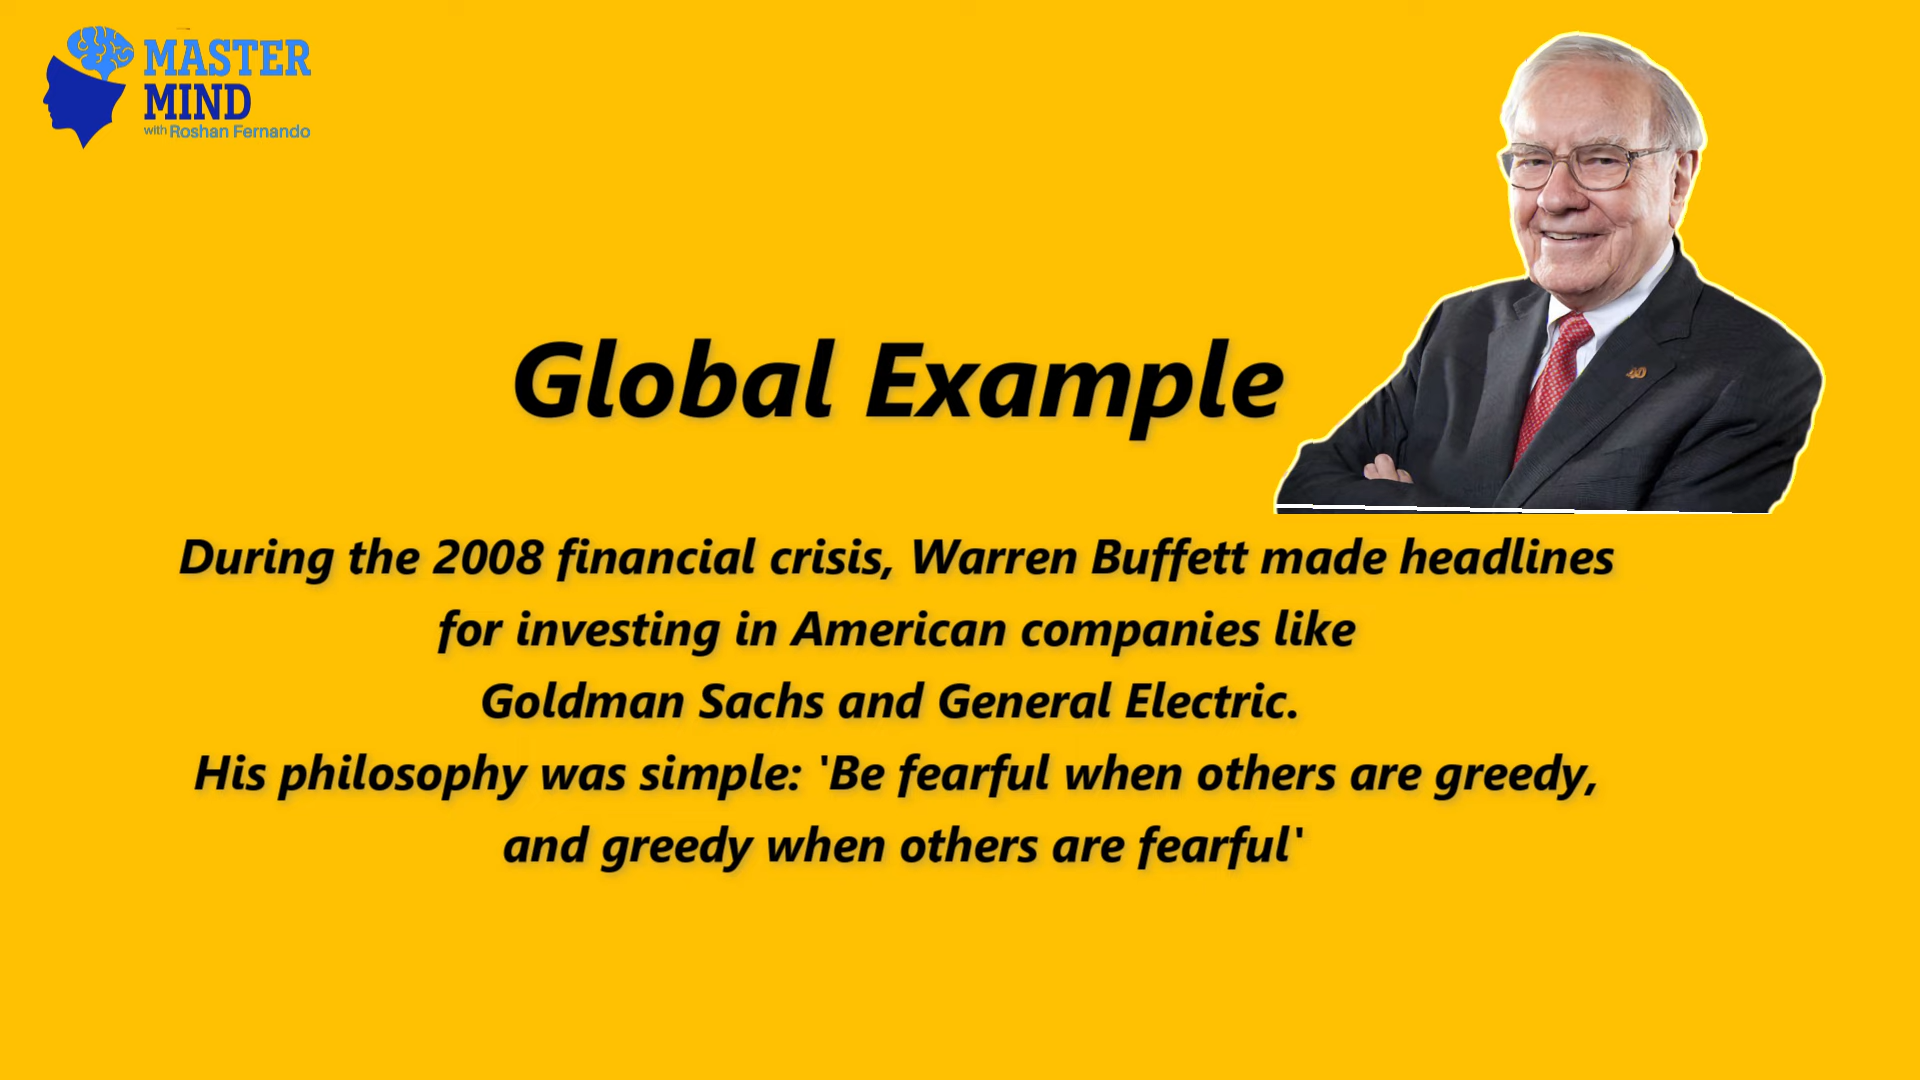 MASTER
MIND
with Roshan Fernando
Global Example
During the 2008 financial crisis, Warren Buffett made headlines
for investing in American companies like
Goldman Sachs and General Electric.
His philosophy was simple: 'Be fearful when others are greedy,
and greedy when others are fearful'